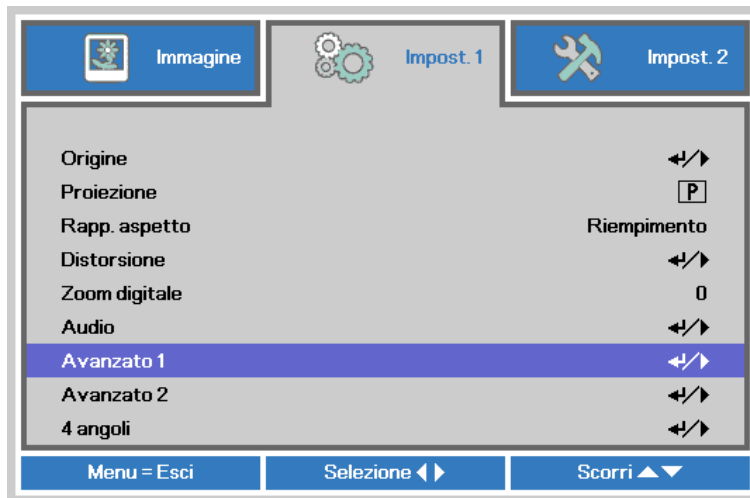 Immagine
Impost. 1
Impost. 2
Origine ↵/▶
Proiezione P
Rapp. aspetto Riempimento
Distorsione ↵/▶
Zoom digitale 0
Audio ↵/▶
Avanzato 1 ↵/▶
Avanzato 2 ↵/▶
4 angoli ↵/▶
Menu = Esci
Selezione ◀ ▶
Scorri ▲▼